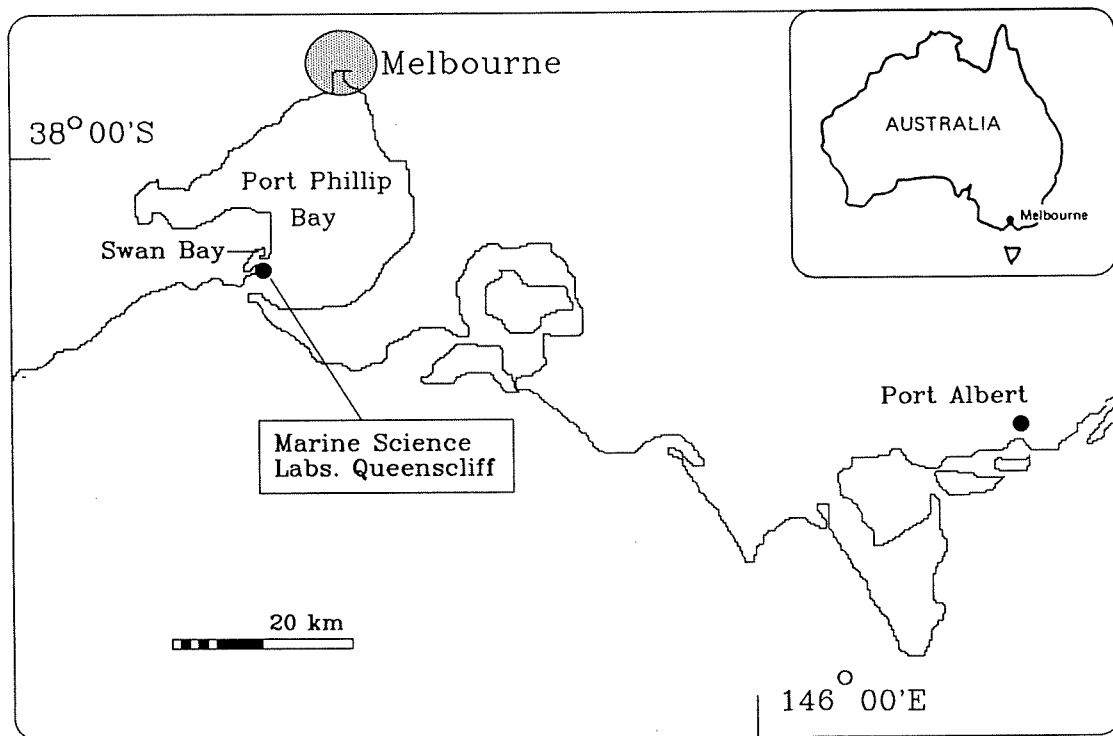 Melbourne
38°00'S
Port Phillip
Bay
Swan Bay
Marine Science
Labs. Queenscliff
Port Albert
20 km
146°00'E
AUSTRALIA
Melbourne